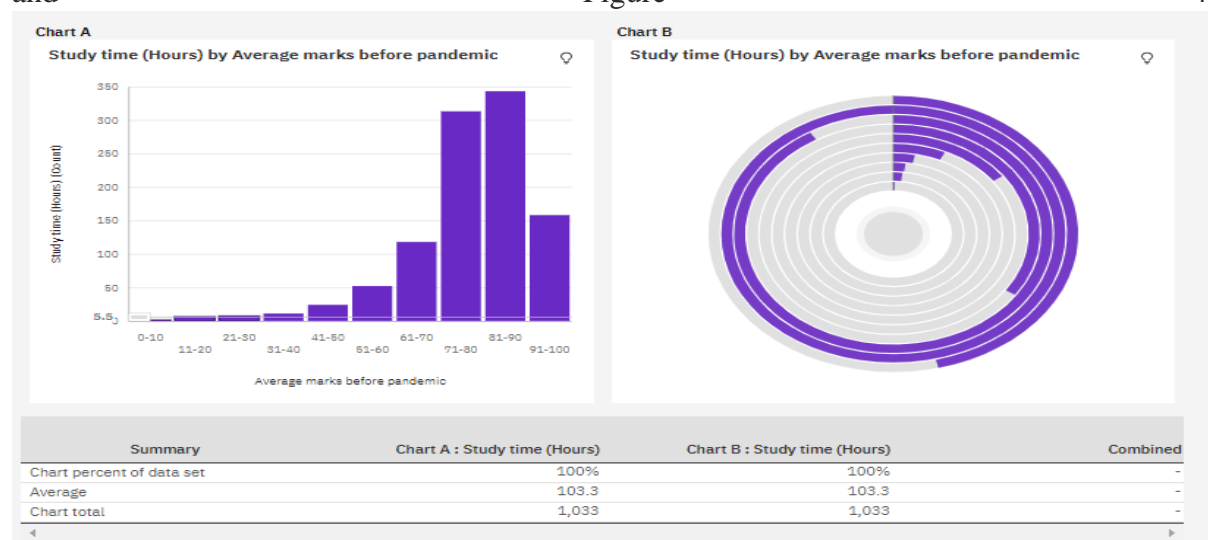 and Figure 4
Chart A
Study time (Hours) by Average marks before pandemic
350
300
250
200
150
100
50
5.5
0
Study time (Hours) (Count)
0-10 21-30 41-50 61-70 81-90
11-20 31-40 51-60 71-80 91-100
Average marks before pandemic
Chart B
Study time (Hours) by Average marks before pandemic
Summary Chart A : Study time (Hours) Chart B : Study time (Hours) Combined
Chart percent of data set 100% 100% -
Average 103.3 103.3 -
Chart total 1,033 1,033 -